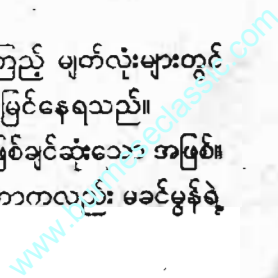 ကြည့် မျက်လုံးများတွင်
မြင်နေရသည်။
ဖြစ်ချင်ဆုံးသော အဖြစ်။
ကာကလည်း မခင်မွန်ရဲ့
www.burmeseclassic.com